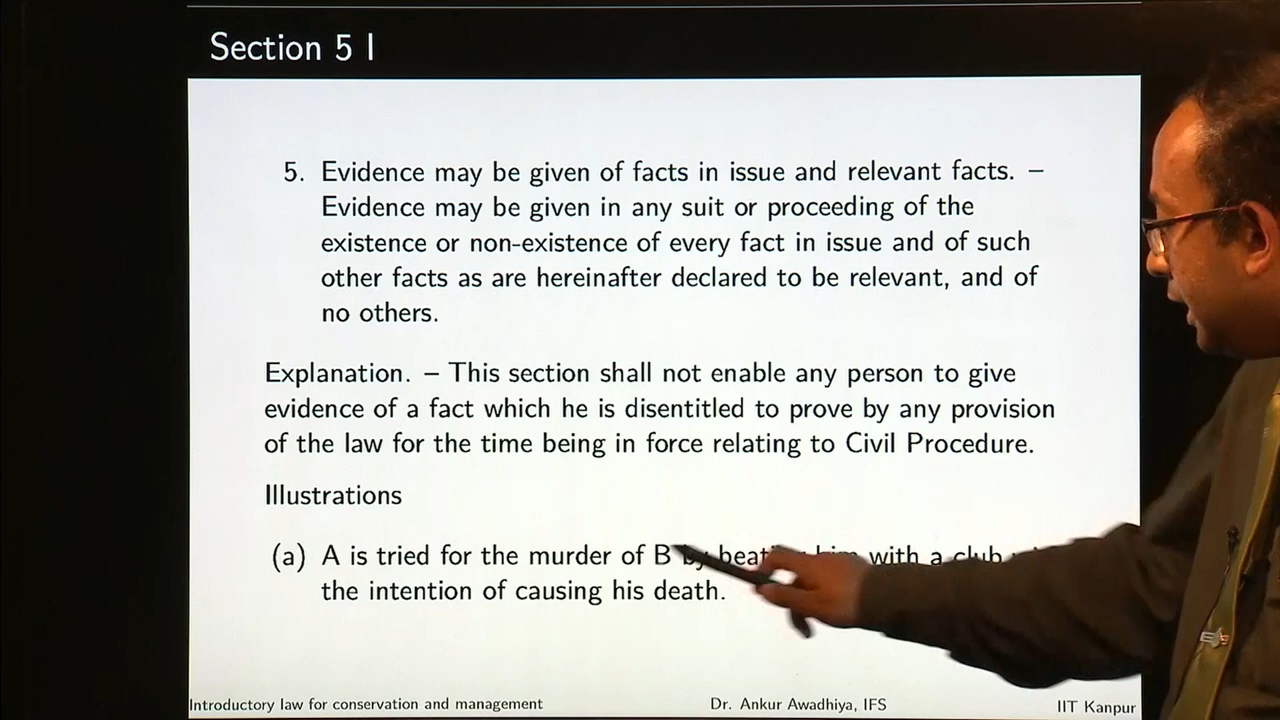 Section 5 I
5. Evidence may be given of facts in issue and relevant facts. –
Evidence may be given in any suit or proceeding of the
existence or non-existence of every fact in issue and of such
other facts as are hereinafter declared to be relevant, and of
no others.
Explanation. – This section shall not enable any person to give
evidence of a fact which he is disentitled to prove by any provision
of the law for the time being in force relating to Civil Procedure.
Illustrations
(a) A is tried for the murder of B by beating him with a club
the intention of causing his death.
Introductory law for conservation and management Dr. Ankur Awadhiya, IFS IIT Kanpur